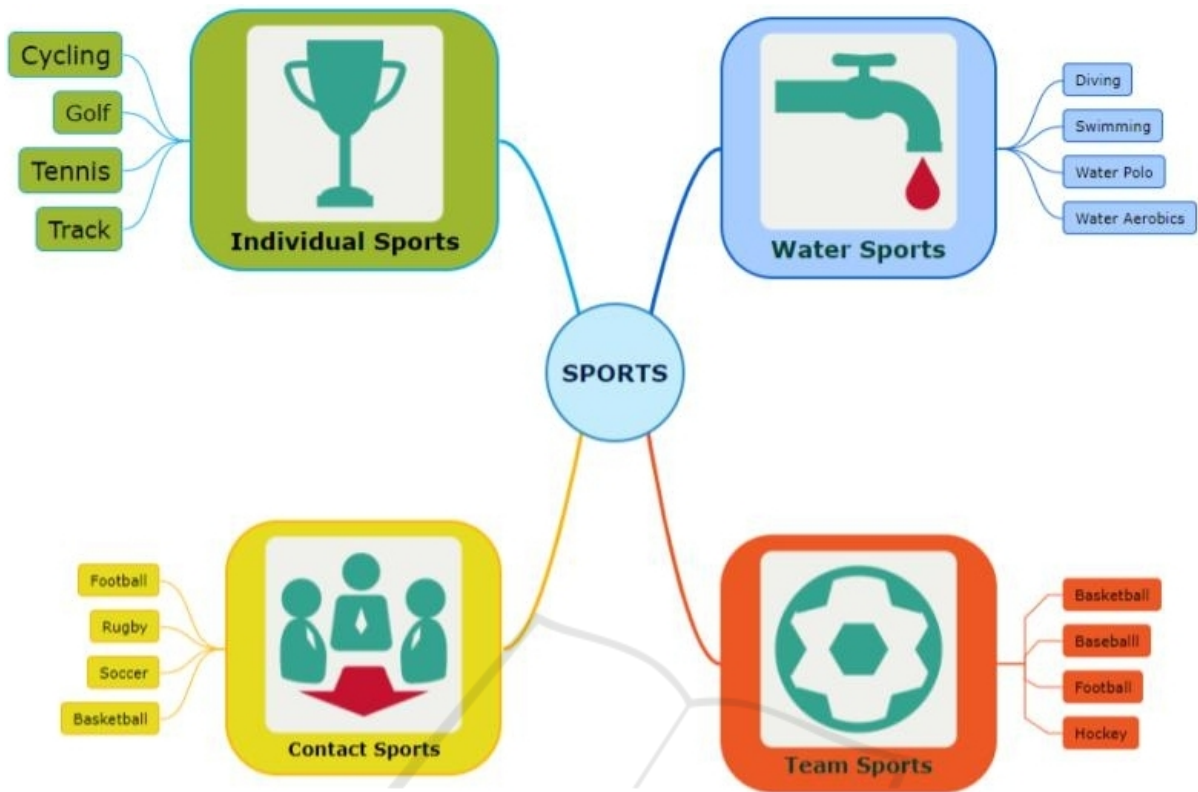 Cycling
Golf
Tennis
Track
Individual Sports
Water Sports
Diving
Swimming
Water Polo
Water Aerobics
SPORTS
Football
Rugby
Soccer
Basketball
Contact Sports
Team Sports
Basketball
Baseballl
Football
Hockey